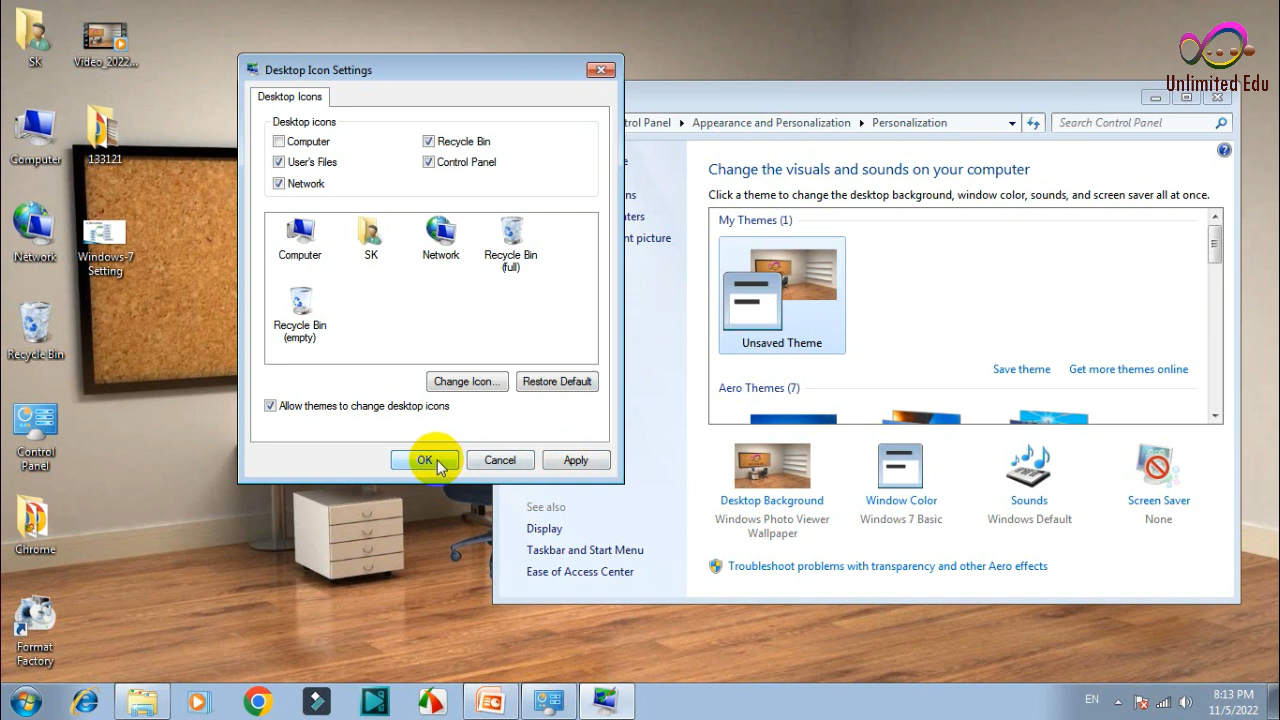 SK
Video_2022...
Computer
133121
Network
Windows-7
Setting
Recycle Bin
Control
Panel
Chrome
Format
Factory
Desktop Icon Settings
Desktop Icons
Desktop icons
Computer
Recycle Bin
User's Files
Control Panel
Network
Computer
SK
Network
Recycle Bin
(full)
Recycle Bin
(empty)
Change Icon...
Restore Default
Allow themes to change desktop icons
OK
Cancel
Apply
Unlimited Edu
trol Panel
Appearance and Personalization
Personalization
Search Control Panel
nt picture
Change the visuals and sounds on your computer
Click a theme to change the desktop background, window color, sounds, and screen saver all at once.
My Themes (1)
Unsaved Theme
Save theme
Get more themes online
Aero Themes (7)
Desktop Background
Windows Photo Viewer
Wallpaper
Window Color
Windows 7 Basic
Sounds
Windows Default
Screen Saver
None
Troubleshoot problems with transparency and other Aero effects
See also
Display
Taskbar and Start Menu
Ease of Access Center
EN
8:13 PM
11/5/2022